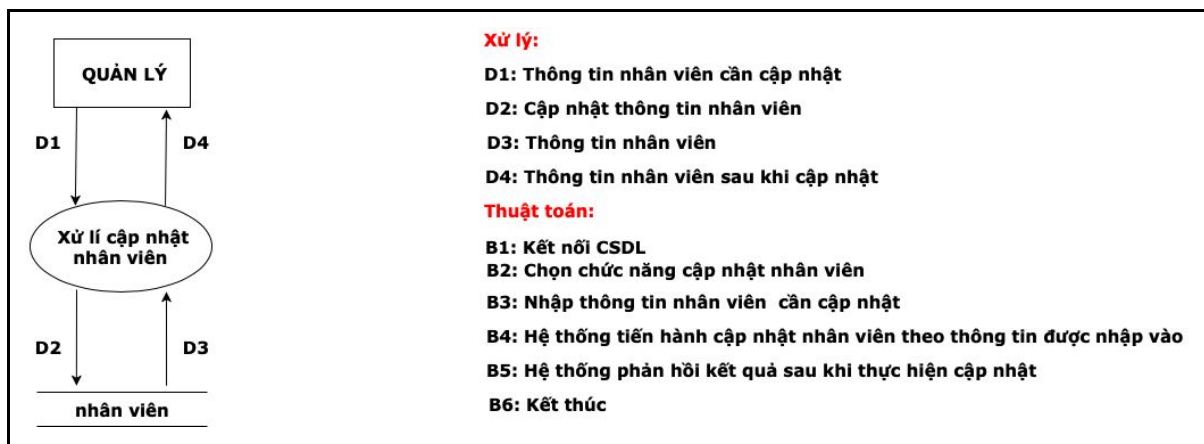 QUẢN LÝ
D1
D4
Xử lí cập nhật
nhân viên
D2
D3
nhân viên
Xử lý:
D1: Thông tin nhân viên cần cập nhật
D2: Cập nhật thông tin nhân viên
D3: Thông tin nhân viên
D4: Thông tin nhân viên sau khi cập nhật
Thuật toán:
B1: Kết nối CSDL
B2: Chọn chức năng cập nhật nhân viên
B3: Nhập thông tin nhân viên cần cập nhật
B4: Hệ thống tiến hành cập nhật nhân viên theo thông tin được nhập vào
B5: Hệ thống phản hồi kết quả sau khi thực hiện cập nhật
B6: Kết thúc